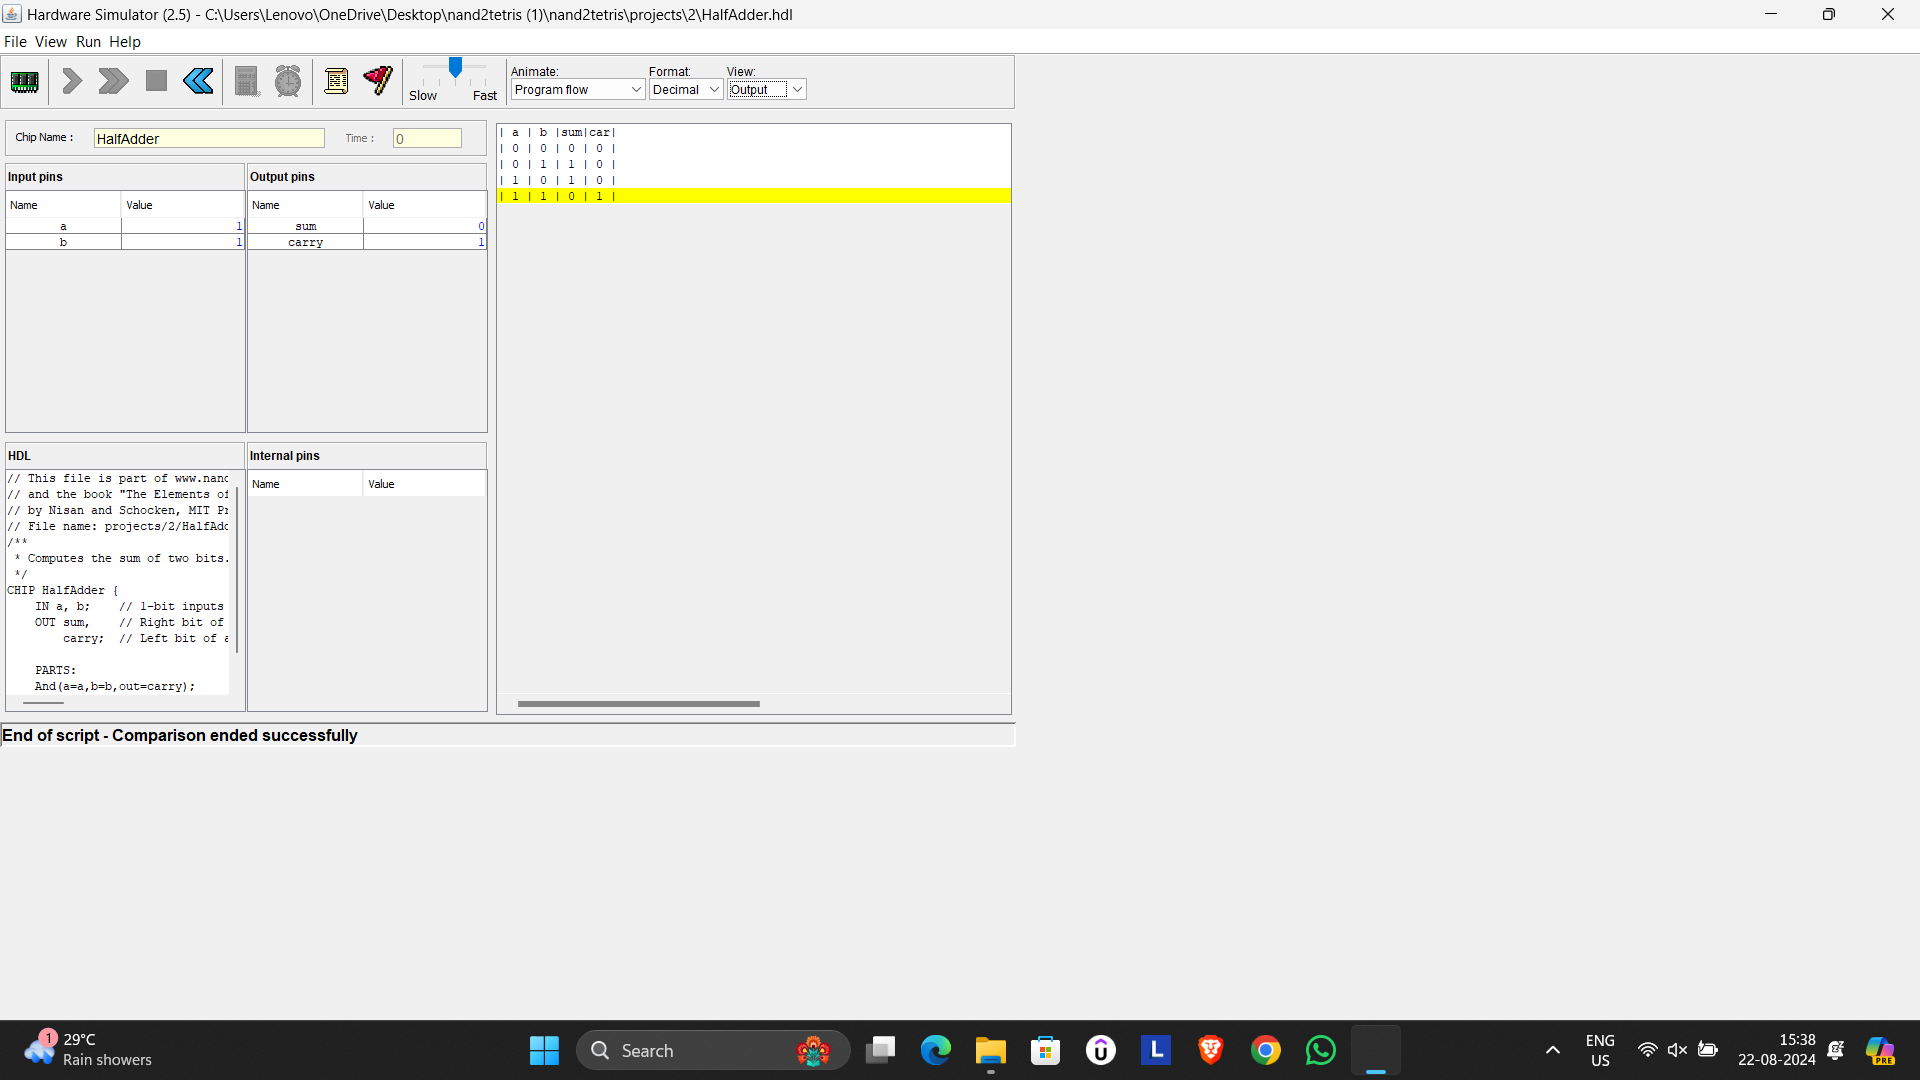 Hardware Simulator (2.5) - C:\Users\Lenovo\OneDrive\Desktop\nand2tetris (1)\nand2tetris\projects\2\HalfAdder.hdl
File View Run Help
Slow Fast
Animate: Format: View:
Program flow Decimal Output
Chip Name : HalfAdder Time : 0
| a | b |sum|car|
| 0 | 0 | 0 | 0 |
| 0 | 1 | 1 | 0 |
| 1 | 0 | 1 | 0 |
| 1 | 1 | 0 | 1 |
Input pins Output pins
Name Value Name Value
a 1 sum 0
b 1 carry 1
HDL Internal pins
Name Value
// This file is part of www.nand
// and the book "The Elements of
// by Nisan and Schocken, MIT Pr
// File name: projects/2/HalfAdd
/**
* Computes the sum of two bits.
*/
CHIP HalfAdder {
IN a, b; // 1-bit inputs
OUT sum, // Right bit of
carry; // Left bit of a
PARTS:
And(a=a,b=b,out=carry);
End of script - Comparison ended successfully
1
29°C
Rain showers
Search
L
PRE
ENG
US
15:38
22-08-2024